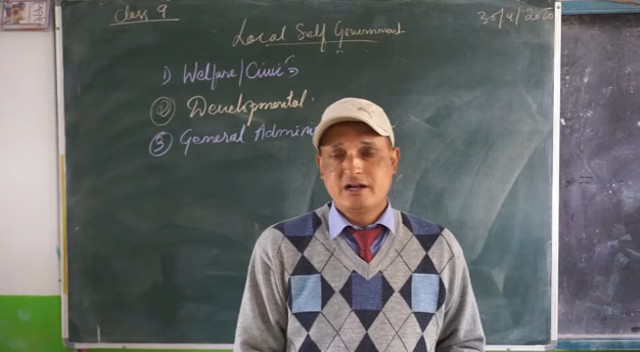 Class 9
Local Self Government
30/4/2020
1) Welfare/Civic
2) Developmental.
3) General Admini